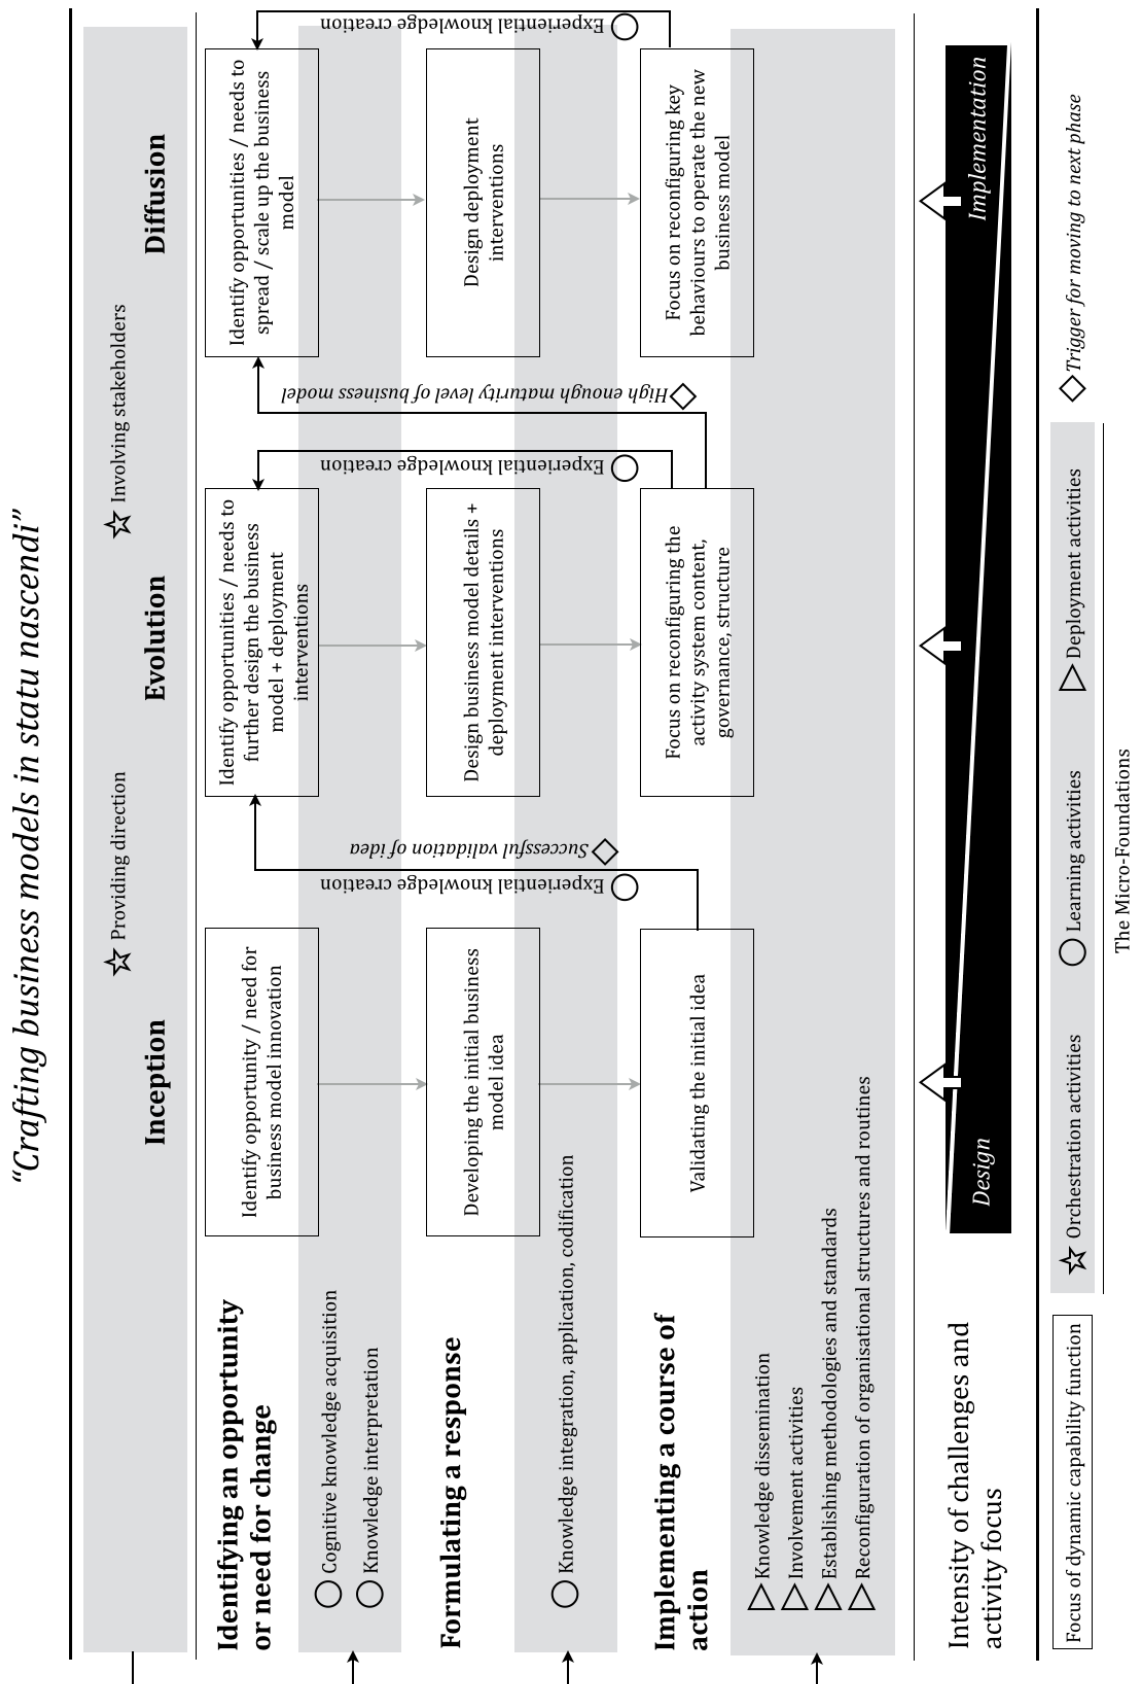 “Crafting business models in statu nascendi”
Providing direction
Involving stakeholders
Inception
Evolution
Diffusion
Identifying an opportunity
or need for change
Identify opportunity / need for
business model innovation
Identify opportunities / needs to
further design the business
model + deployment
interventions
Identify opportunities / needs to
spread / scale up the business
model
Cognitive knowledge acquisition
Knowledge interpretation
Formulating a response
Developing the initial business
model idea
Design business model details +
deployment interventions
Design deployment
interventions
Knowledge integration, application, codification
Implementing a course of
action
Validating the initial idea
Focus on reconfiguring the
activity system content,
governance, structure
Focus on reconfiguring key
behaviours to operate the new
business model
Experiential knowledge creation
Successful validation of idea
Experiential knowledge creation
High enough maturity level of business model
Experiential knowledge creation
Knowledge dissemination
Involvement activities
Establishing methodologies and standards
Reconfiguration of organisational structures and routines
Intensity of challenges and
activity focus
Design
Implementation
Focus of dynamic capability function
Orchestration activities
Learning activities
Deployment activities
Trigger for moving to next phase
The Micro-Foundations